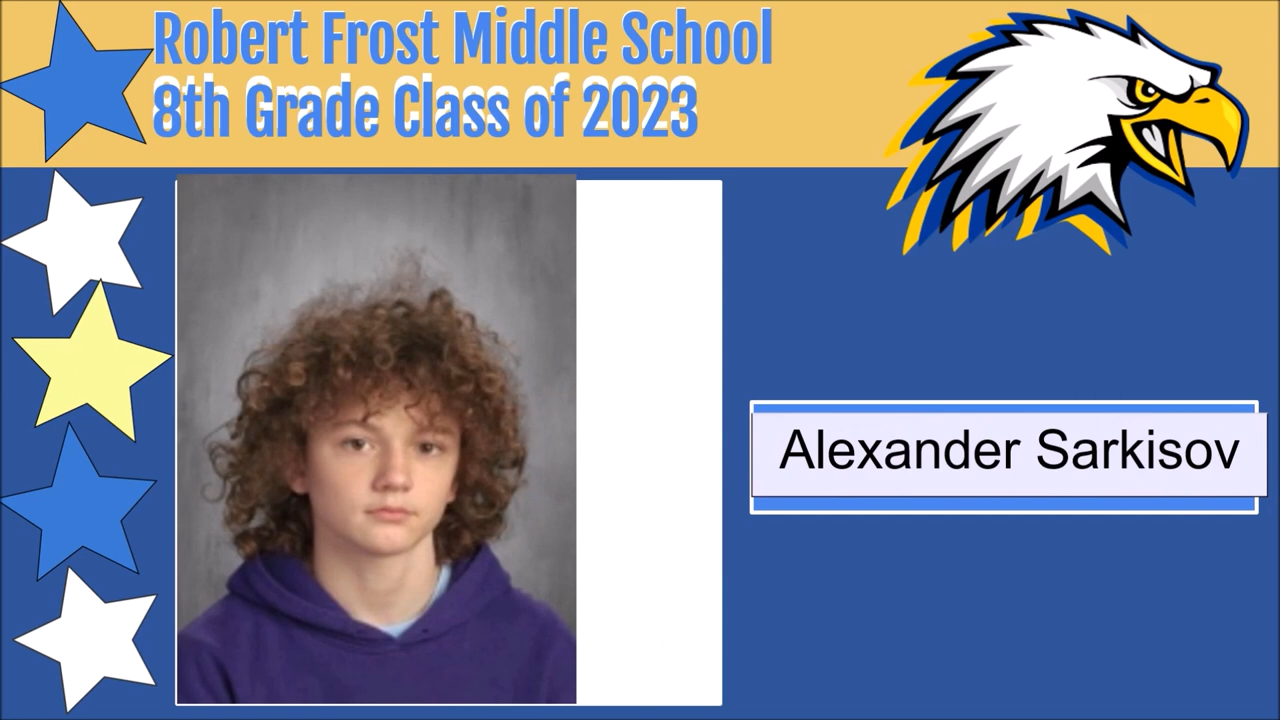 Robert Frost Middle School
8th Grade Class of 2023
Alexander Sarkisov